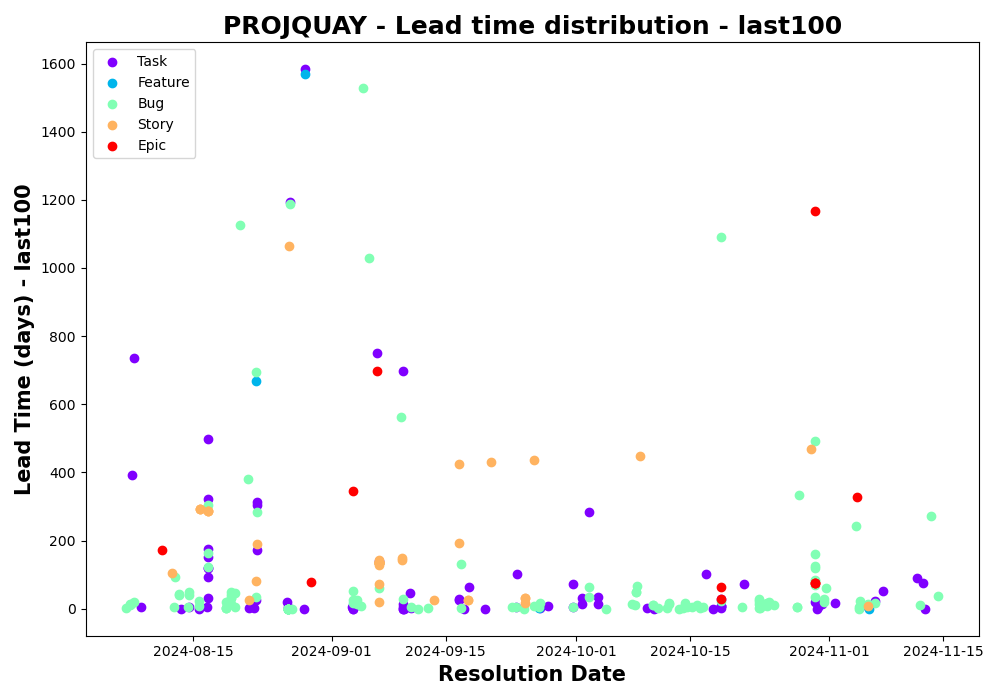 PROJQUAY - Lead time distribution - last100
Task
Feature
Bug
Story
Epic
Lead Time (days) - last100
1600
1400
1200
1000
800
600
400
200
0
2024-08-15
2024-09-01
2024-09-15
2024-10-01
2024-10-15
2024-11-01
2024-11-15
Resolution Date